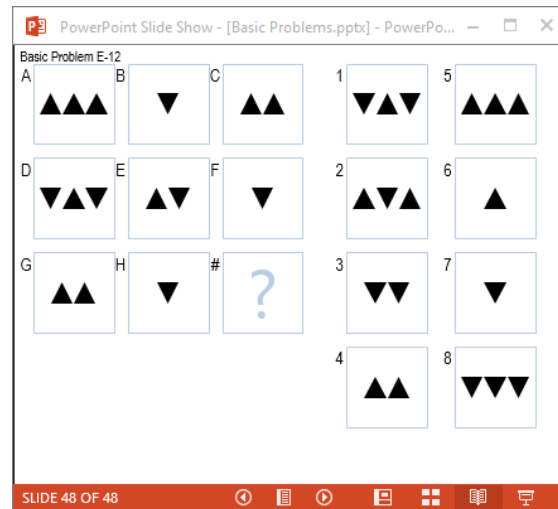 PowerPoint Slide Show - [Basic Problems.pptx] - PowerPo...
Basic Problem E-12
A B C 1 5
D E F 2 6
G H # 3 7
?
4 8
SLIDE 48 OF 48